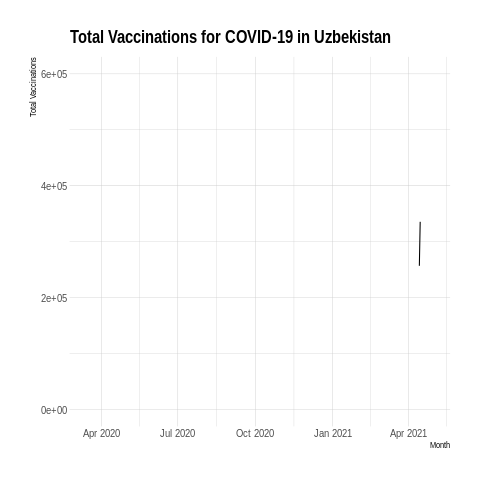 Total Vaccinations for COVID-19 in Uzbekistan
Total Vaccinations
6e+05
4e+05
2e+05
0e+00
Apr 2020 Jul 2020 Oct 2020 Jan 2021 Apr 2021
Month